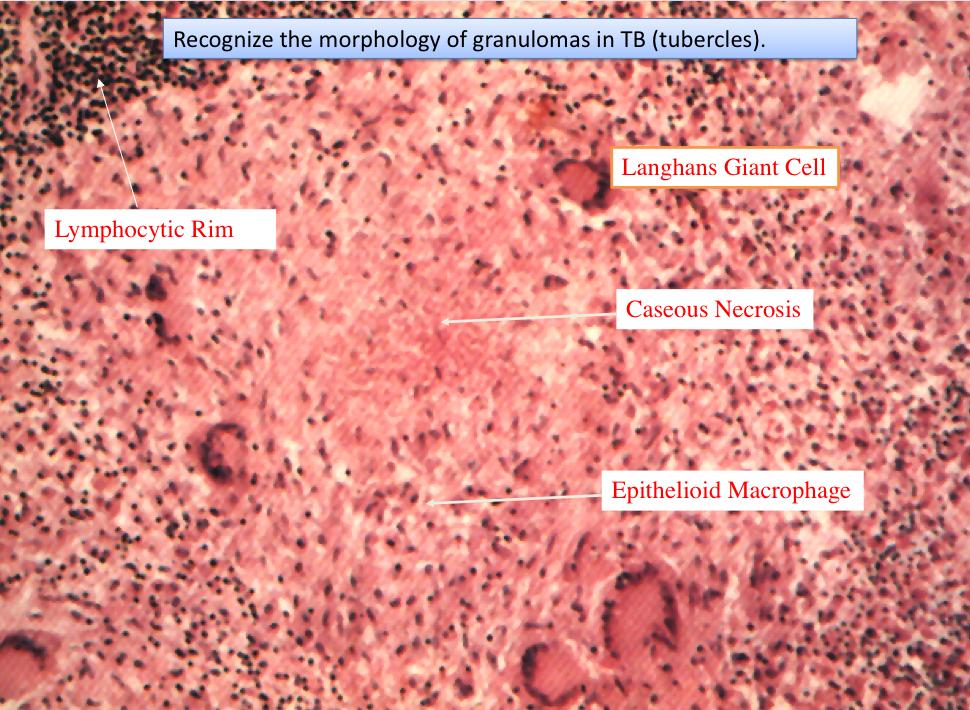 Recognize the morphology of granulomas in TB (tubercles).
Langhans Giant Cell
Lymphocytic Rim
Caseous Necrosis
Epithelioid Macrophage